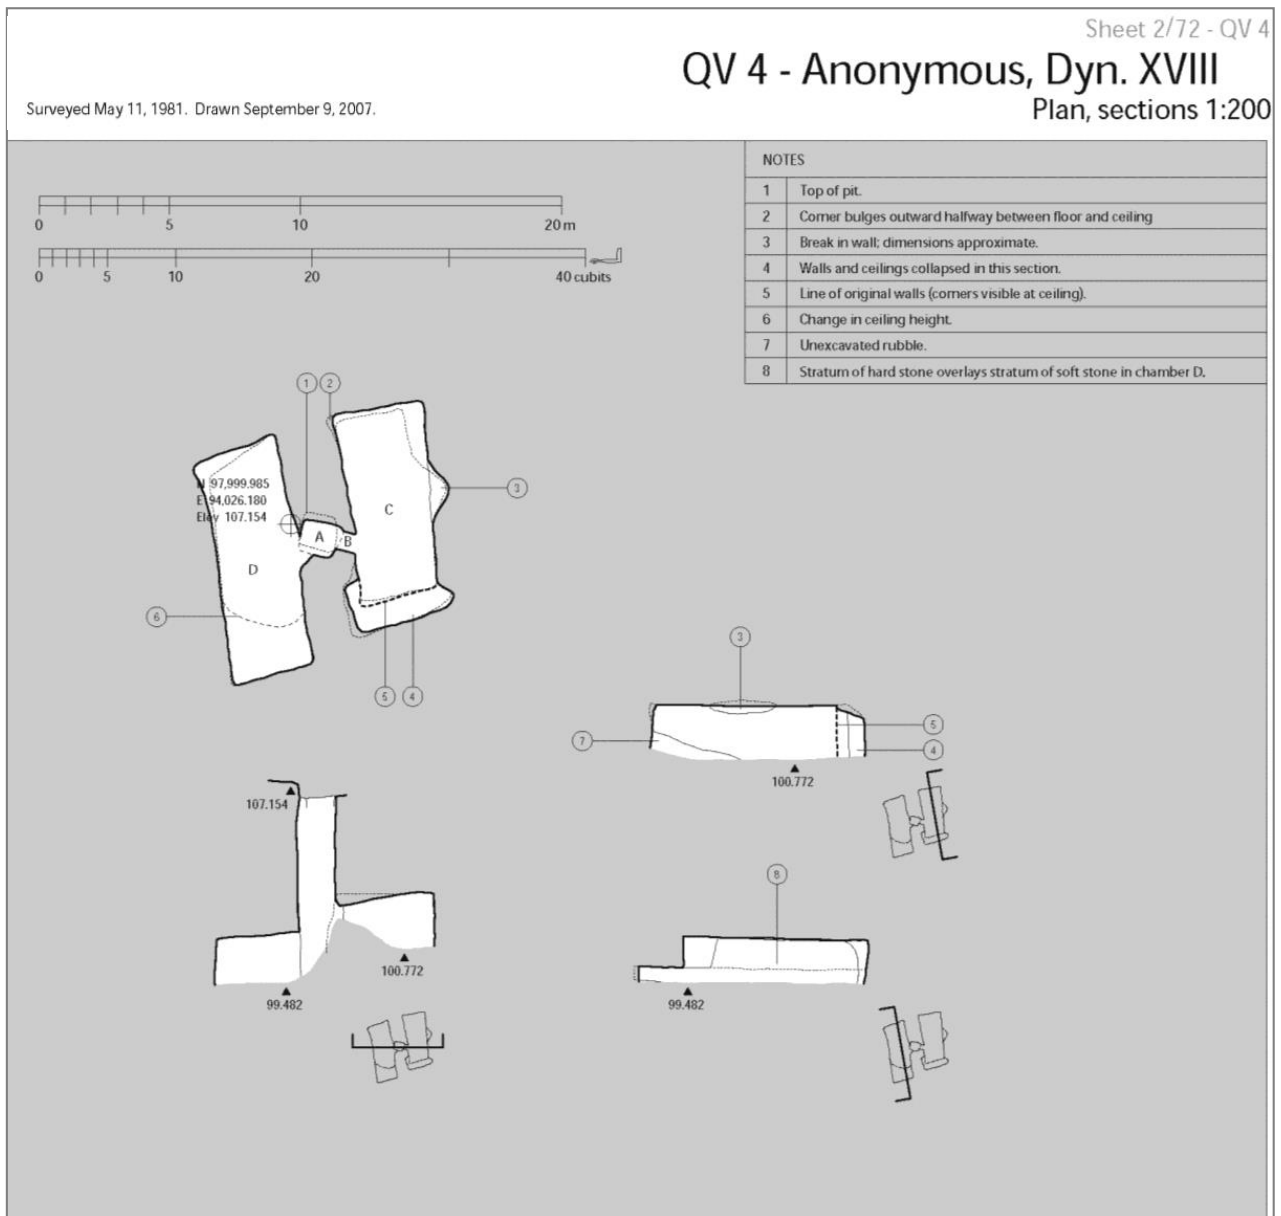 Sheet 2/72 - QV 4
QV 4 - Anonymous, Dyn. XVIII
Surveyed May 11, 1981. Drawn September 9, 2007.
Plan, sections 1:200
NOTES
1 Top of pit.
2 Corner bulges outward halfway between floor and ceiling
3 Break in wall; dimensions approximate.
4 Walls and ceilings collapsed in this section.
5 Line of original walls (corners visible at ceiling).
6 Change in ceiling height.
7 Unexcavated rubble.
8 Stratum of hard stone overlays stratum of soft stone in chamber D.
0 5 10 20 m
0 5 10 20 40 cubits
1 2
N 97,999.985
E 94,026.180
Elev 107.154
3
C
A
B
D
6
5 4
3
7
5
4
100.772
107.154
8
100.772
99.482
99.482